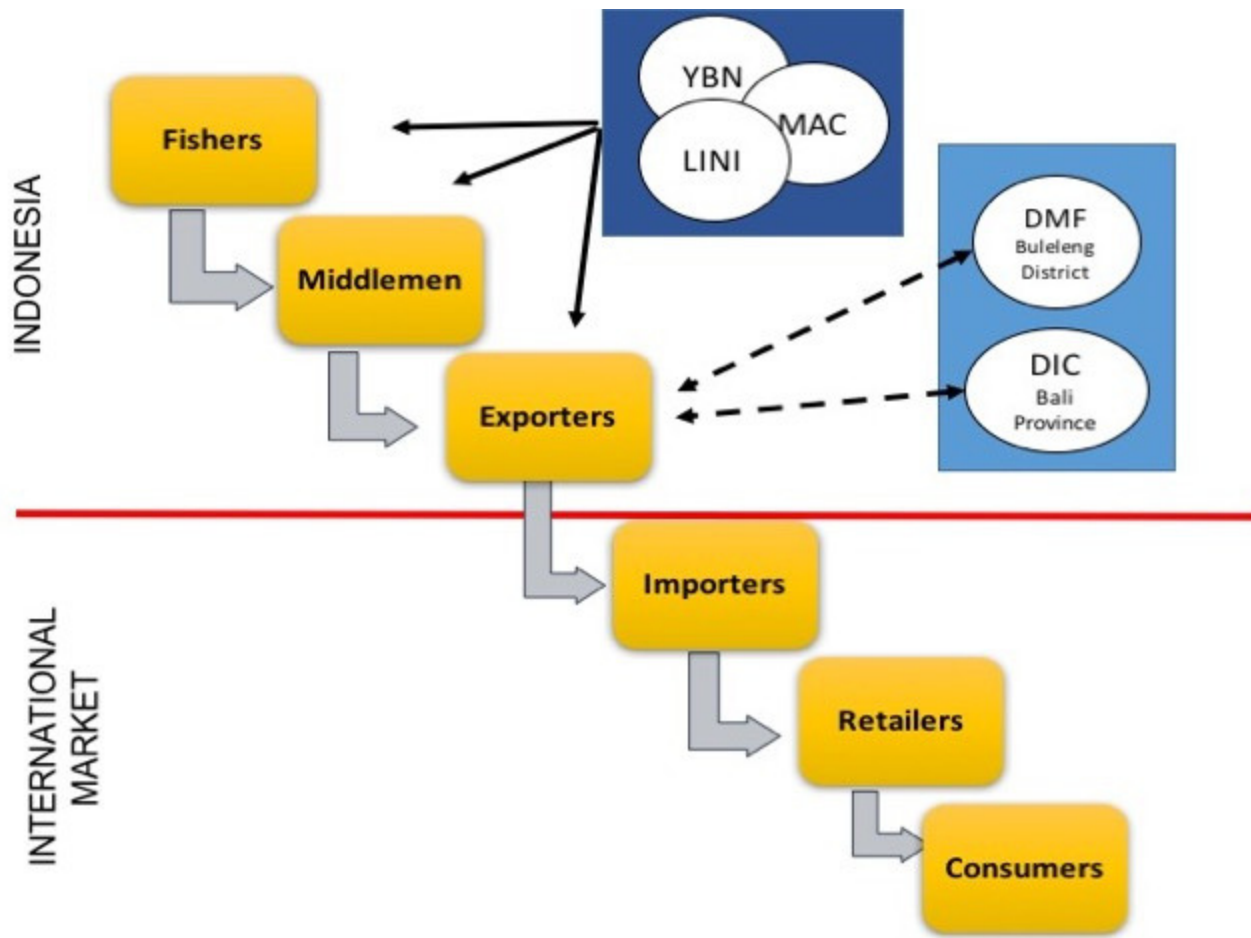 YBN
MAC
LINI
Fishers
DMF
Buleleng
District
Middlemen
DIC
Bali
Province
Exporters
INDONESIA
Importers
Retailers
Consumers
INTERNATIONAL
MARKET